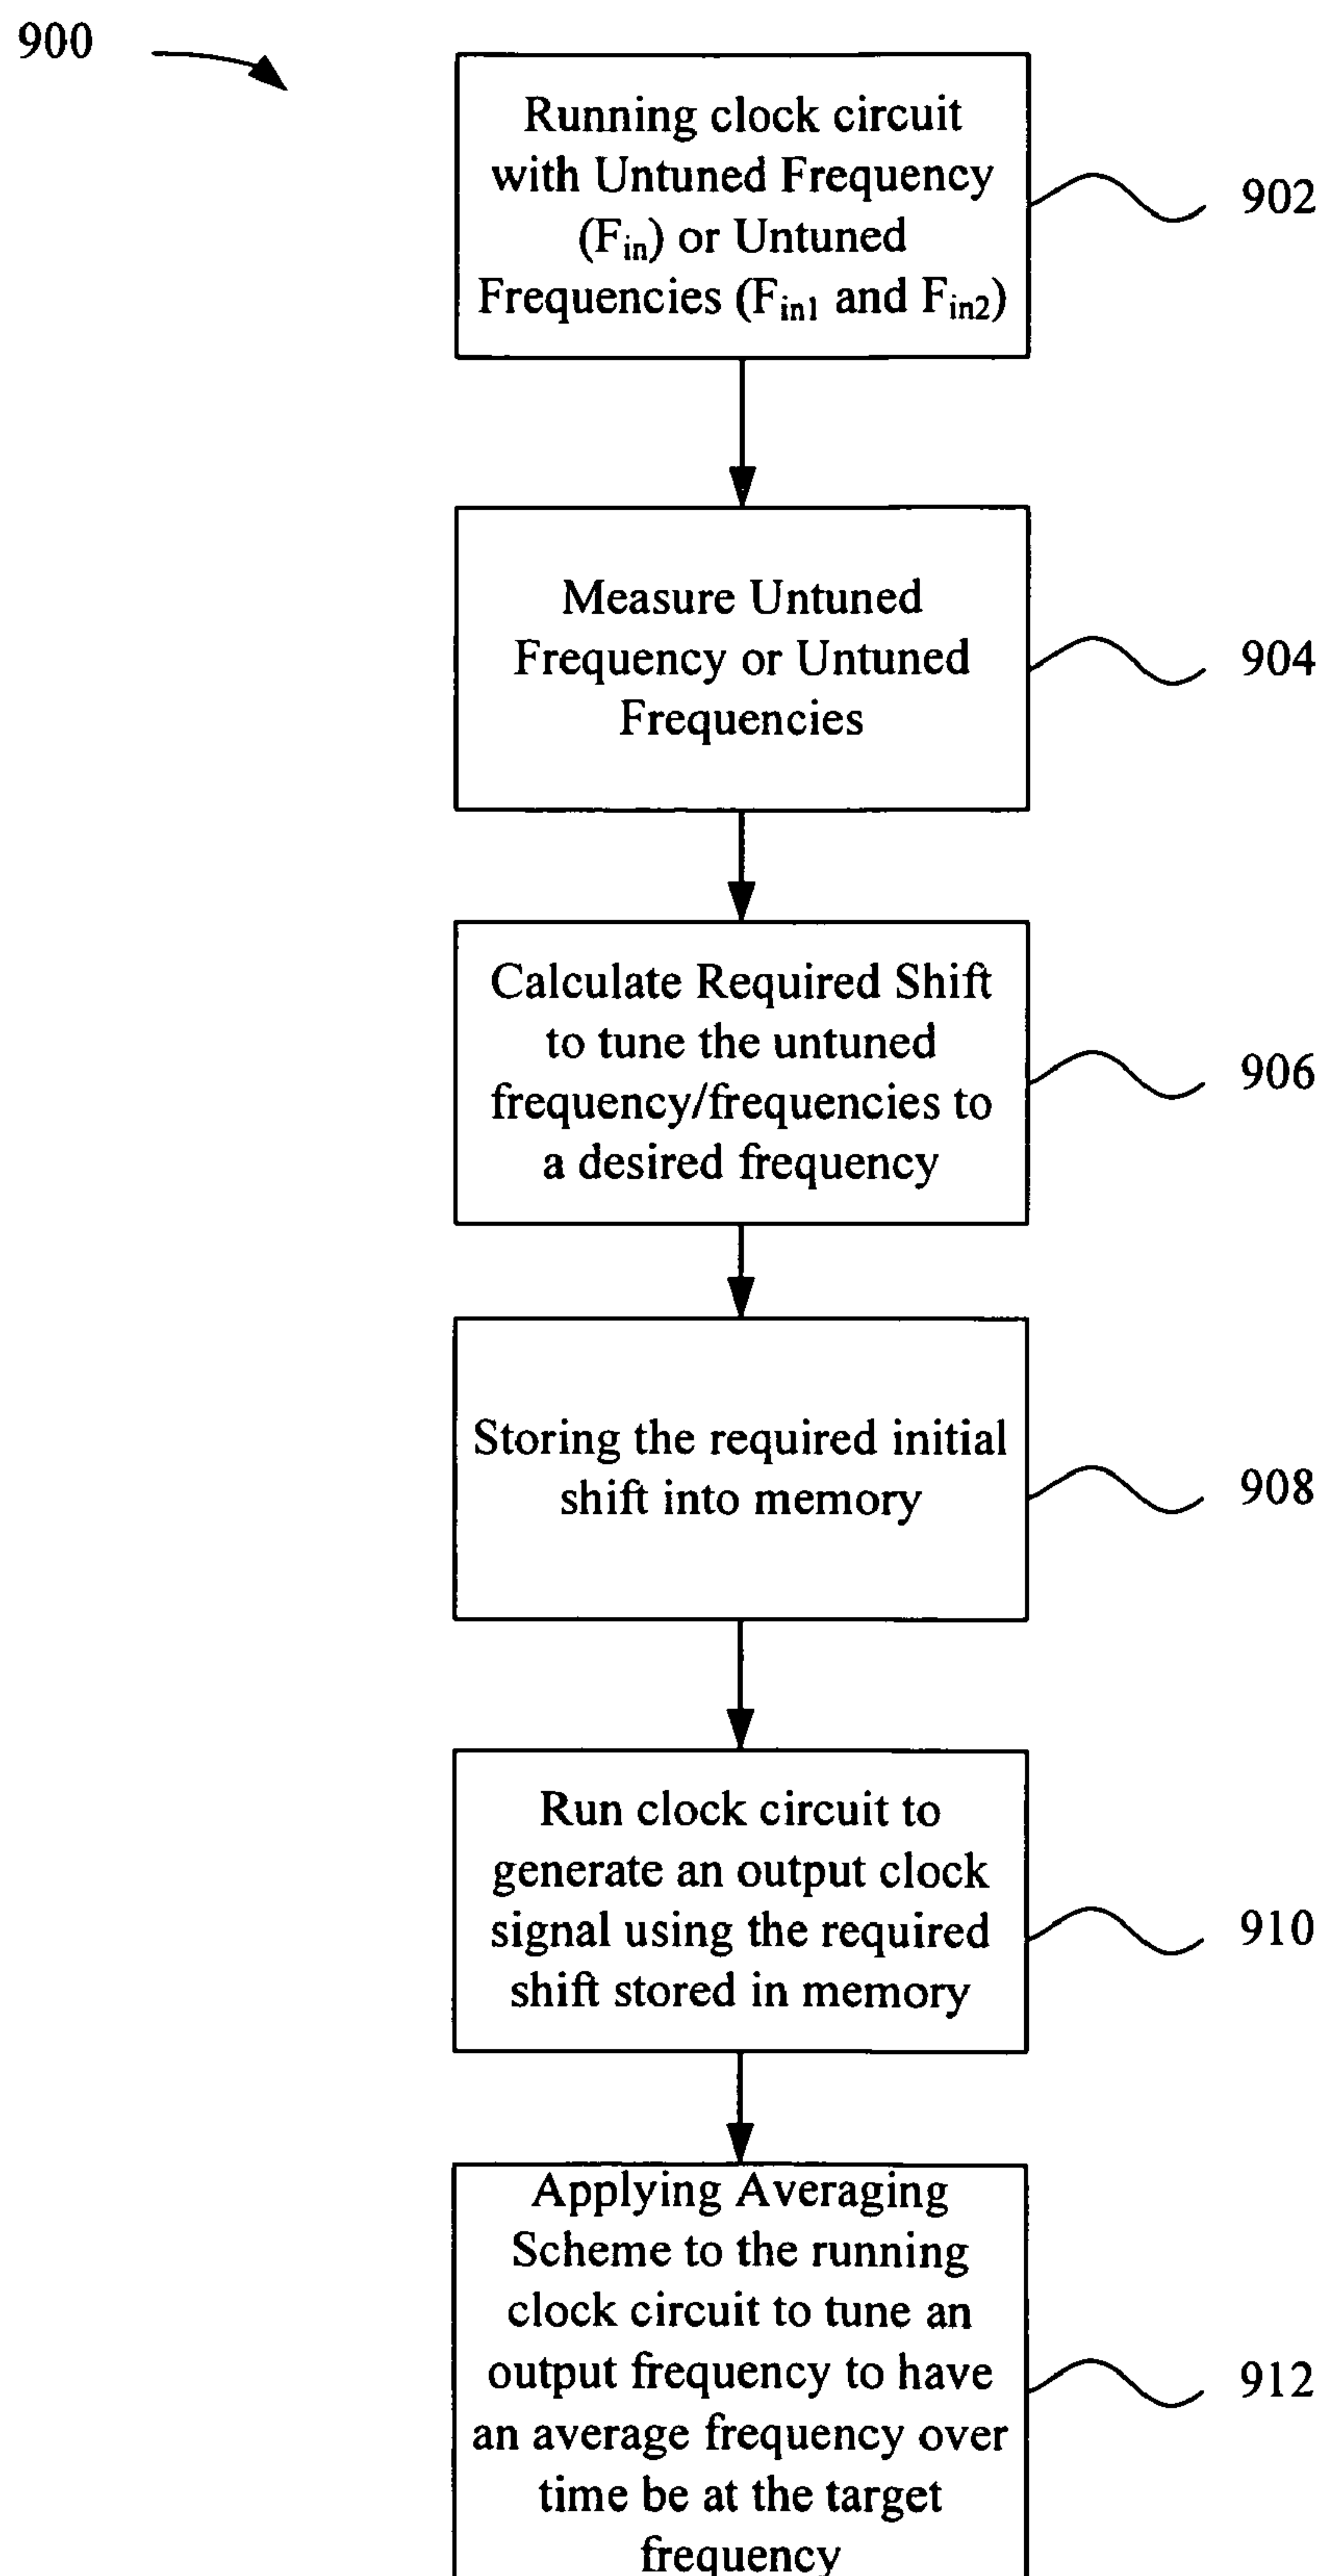 900
Running clock circuit
with Untuned Frequency
(Fin) or Untuned
Frequencies (Fin1 and Fin2)
902
Measure Untuned
Frequency or Untuned
Frequencies
904
Calculate Required Shift
to tune the untuned
frequency/frequencies to
a desired frequency
906
Storing the required initial
shift into memory
908
Run clock circuit to
generate an output clock
signal using the required
shift stored in memory
910
Applying Averaging
Scheme to the running
clock circuit to tune an
output frequency to have
an average frequency over
time be at the target
frequency
912